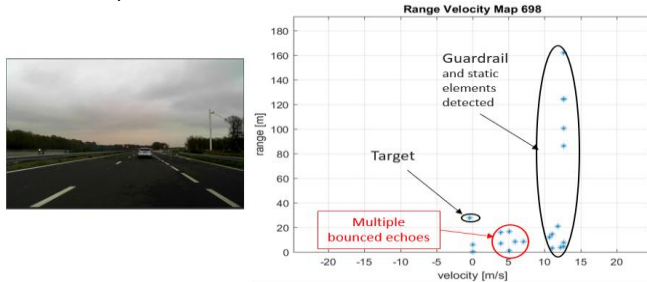 Range Velocity Map 698
range [m]
180
160
140
120
100
80
60
40
20
0
Guardrail
and static
elements
detected
Target
Multiple
bounced echoes
-20
-15
-10
-5
0
5
10
15
20
velocity [m/s]